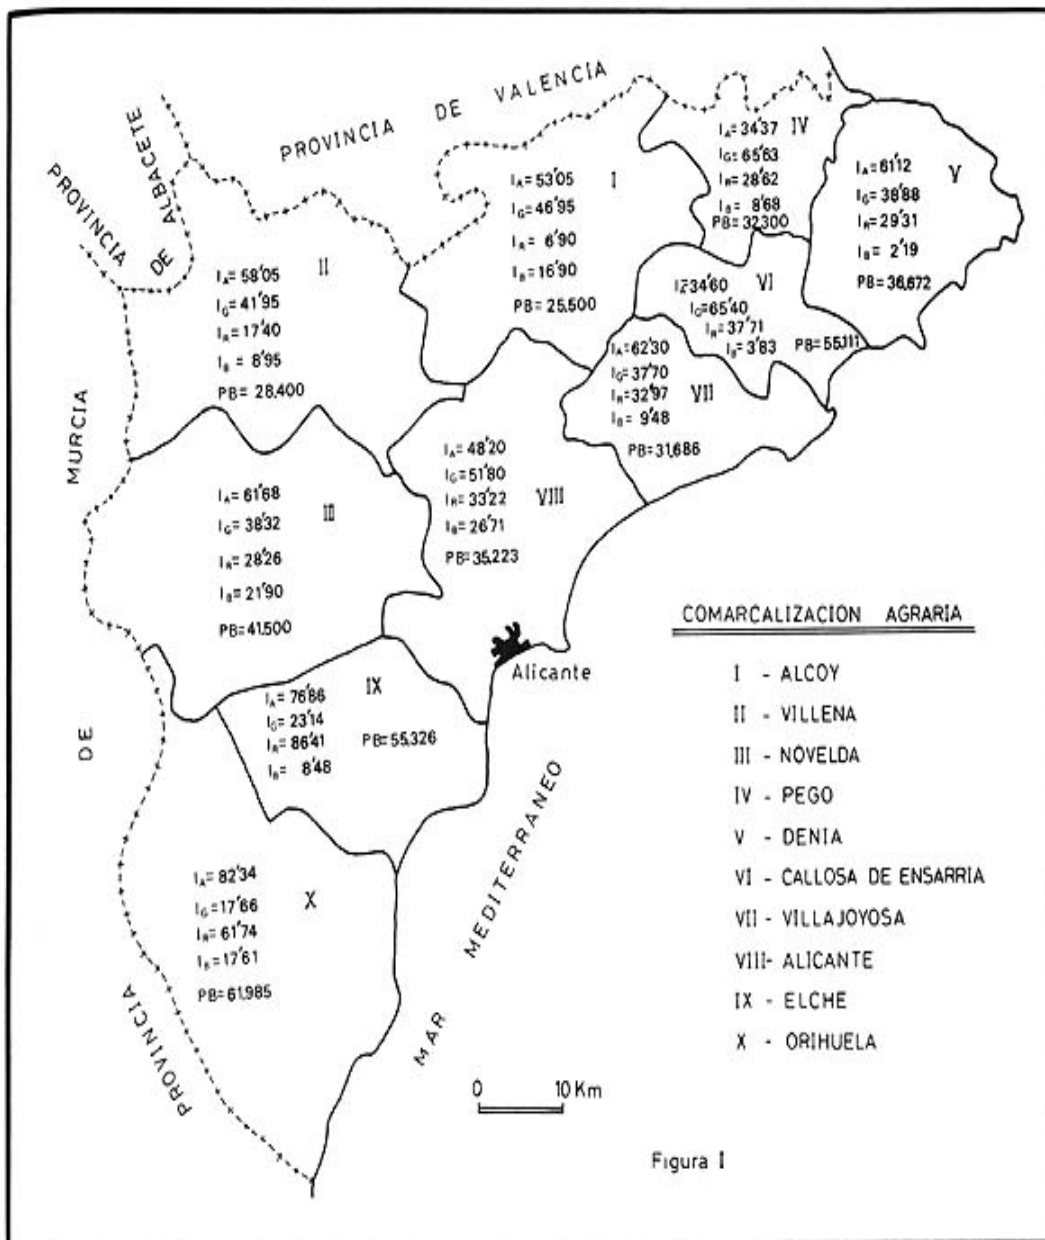 PROVINCIA DE VALENCIA
PROVINCIA DE ALBACETE
IV
IA= 34'37
IG= 65'63
IR= 28'62
IB= 8'68
PB= 32,300
I
IA= 53'05
IG= 46'95
IR= 6'90
IB= 16'90
PB= 25,500
V
IA= 61'12
IG= 38'88
IR= 29'31
IB= 2'19
PB= 36,672
II
IA= 58'05
IG= 41'95
IR= 17'40
IB= 8'95
PB= 28,400
VI
IA= 34'60
IG= 65'40
IR= 37'71
IB= 3'83
PB= 55,111
VII
IA= 62'30
IG= 37'70
IR= 32'97
IB= 9'48
PB= 31,686
VIII
IA= 48'20
IG= 51'80
IR= 33'22
IB= 26'71
PB= 35,223
III
IA= 61'68
IG= 38'32
IR= 28'26
IB= 21'90
PB= 41,500
Alicante
IX
IA= 76'86
IG= 23'14
IR= 86'41
IB= 8'48
PB= 55,326
X
IA= 82'34
IG= 17'66
IR= 61'74
IB= 17'61
PB= 61,985
PROVINCIA DE MURCIA
MAR MEDITERRANEO
COMARCALIZACION AGRARIA
I - ALCOY
II - VILLENA
III - NOVELDA
IV - PEGO
V - DENIA
VI - CALLOSA DE ENSARRIA
VII - VILLAJOYOSA
VIII- ALICANTE
IX - ELCHE
X - ORIHUELA
0 10 Km
Figura I